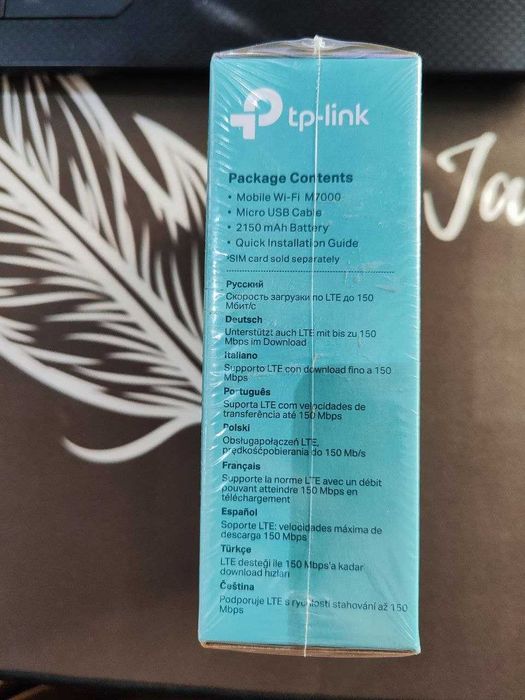 tp-link
Package Contents
• Mobile Wi-Fi M7000
• Micro USB Cable
• 2150 mAh Battery
• Quick Installation Guide
*SIM card sold separately
Русский
Скорость загрузки по LTE до 150
Мбит/с
Deutsch
Unterstützt auch LTE mit bis zu 150
Mbps im Download
Italiano
Supporto LTE con download fino a 150
Mbps
Português
Suporta LTE com velocidades de
transferência até 150 Mbps
Polski
Obsługapołączeń LTE,
prędkośćpobierania do 150 Mb/s
Français
Supporte la norme LTE avec un débit
pouvant atteindre 150 Mbps en
téléchargement
Español
Soporte LTE: velocidades máxima de
descarga 150 Mbps
Türkçe
LTE desteği ile 150 Mbps'a kadar
download hızları
Čeština
Podporuje LTE s rychlostí stahování až 150
Mbps